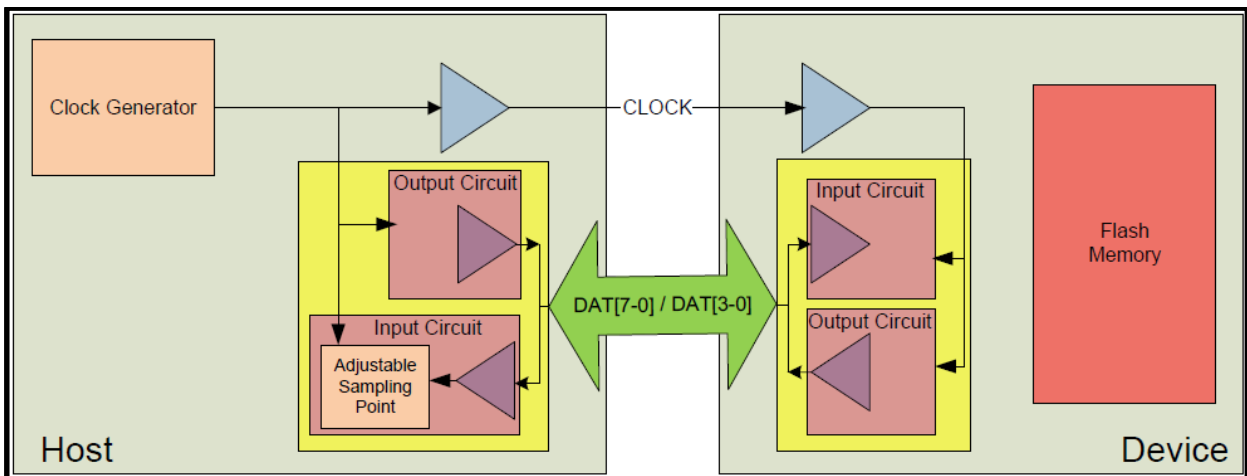 Clock Generator
CLOCK
Output Circuit
Input Circuit
Adjustable
Sampling
Point
DAT[7-0] / DAT[3-0]
Input Circuit
Output Circuit
Flash
Memory
Host
Device